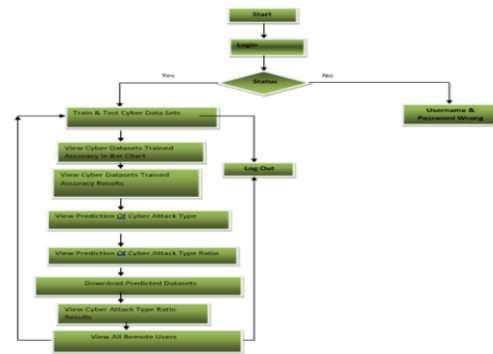 Start
Login
Status
Yes
No
Username &
Password Wrong
Train & Test Cyber Data Sets
View Cyber Datasets Trained
Accuracy in Bar Chart
Log Out
View Cyber Datasets Trained
Accuracy Results
View Prediction Of Cyber Attack Type
View Prediction Of Cyber Attack Type Ratio
Download Predicted Datasets
View Cyber Attack Type Ratio
Results
View All Remote Users